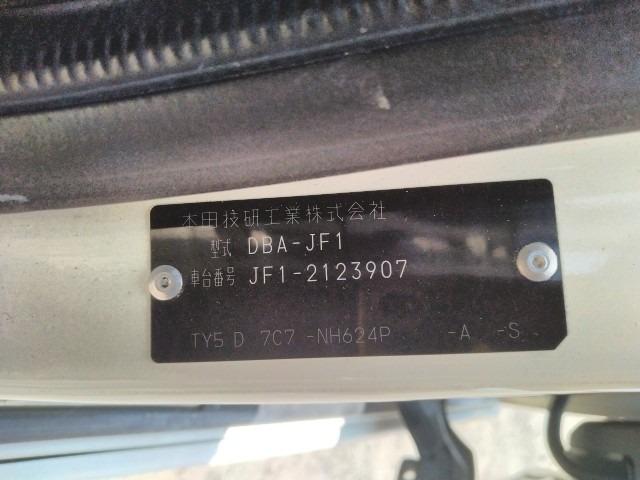 本田技研工業株式会社
型式 DBA-JF1
車台番号 JF1-2123907
TY5 D 7C7 -NH624P -A -S